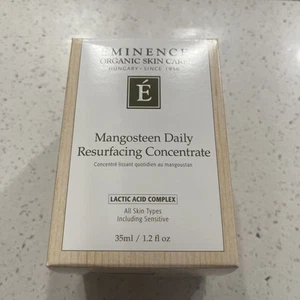 EMINENCE
ORGANIC SKIN CARE
HUNGARY • SINCE 1958
É
Mangosteen Daily
Resurfacing Concentrate
Concentré lissant quotidien au mangoustan
LACTIC ACID COMPLEX
All Skin Types
Including Sensitive
35ml / 1.2 fl oz